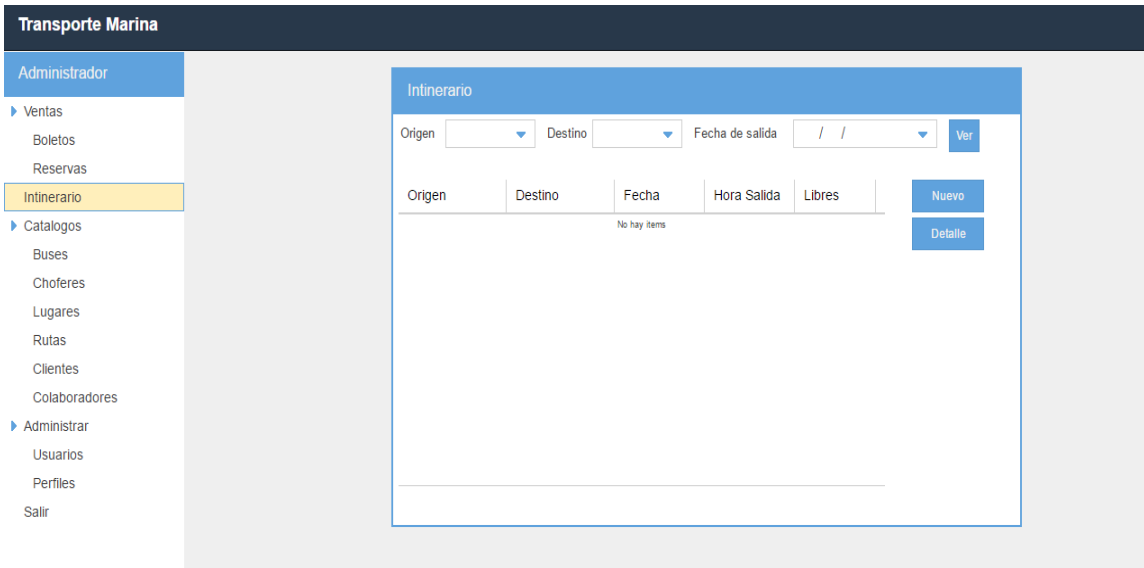 Transporte Marina
Administrador
Ventas
Boletos
Reservas
Intinerario
Catalogos
Buses
Choferes
Lugares
Rutas
Clientes
Colaboradores
Administrar
Usuarios
Perfiles
Salir
Intinerario
Origen Destino Fecha de salida / / Ver
Origen Destino Fecha Hora Salida Libres Nuevo
No hay items
Detalle